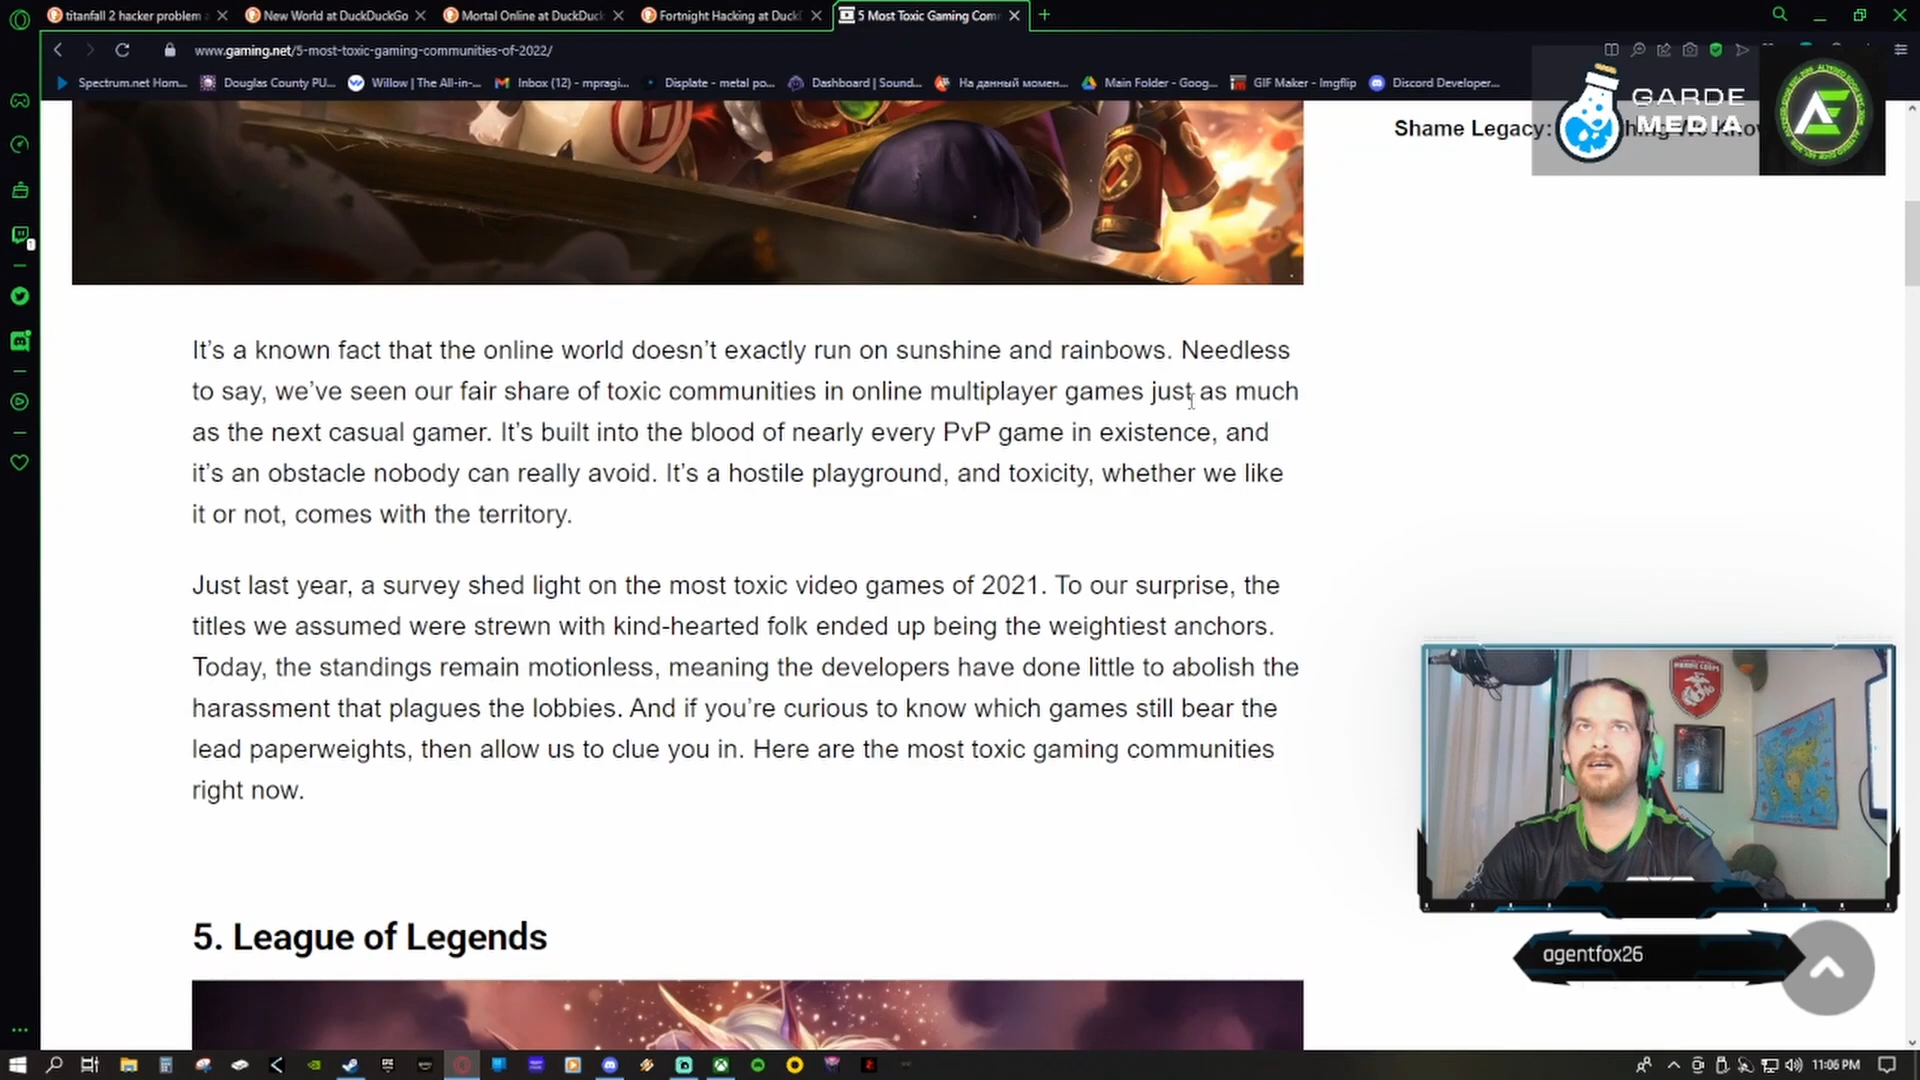 titanfall 2 hacker problem
New World at DuckDuckGo
Mortal Online at DuckDuc
Fortnight Hacking at Duck
5 Most Toxic Gaming Com
www.gaming.net/5-most-toxic-gaming-communities-of-2022/
Spectrum.net Hom...
Douglas County PU...
Willow | The All-in-...
Inbox (12) - mpragi...
Displate - metal po...
Dashboard | Sound...
На данный момен...
Main Folder - Goog...
GIF Maker - Imgflip
Discord Developer...
GARDE
MEDIA
AE
Shame Legacy:
It's a known fact that the online world doesn't exactly run on sunshine and rainbows. Needless
to say, we've seen our fair share of toxic communities in online multiplayer games just as much
as the next casual gamer. It's built into the blood of nearly every PvP game in existence, and
it's an obstacle nobody can really avoid. It's a hostile playground, and toxicity, whether we like
it or not, comes with the territory.
Just last year, a survey shed light on the most toxic video games of 2021. To our surprise, the
titles we assumed were strewn with kind-hearted folk ended up being the weightiest anchors.
Today, the standings remain motionless, meaning the developers have done little to abolish the
harassment that plagues the lobbies. And if you're curious to know which games still bear the
lead paperweights, then allow us to clue you in. Here are the most toxic gaming communities
right now.
5. League of Legends
agentfox26
11:06 PM